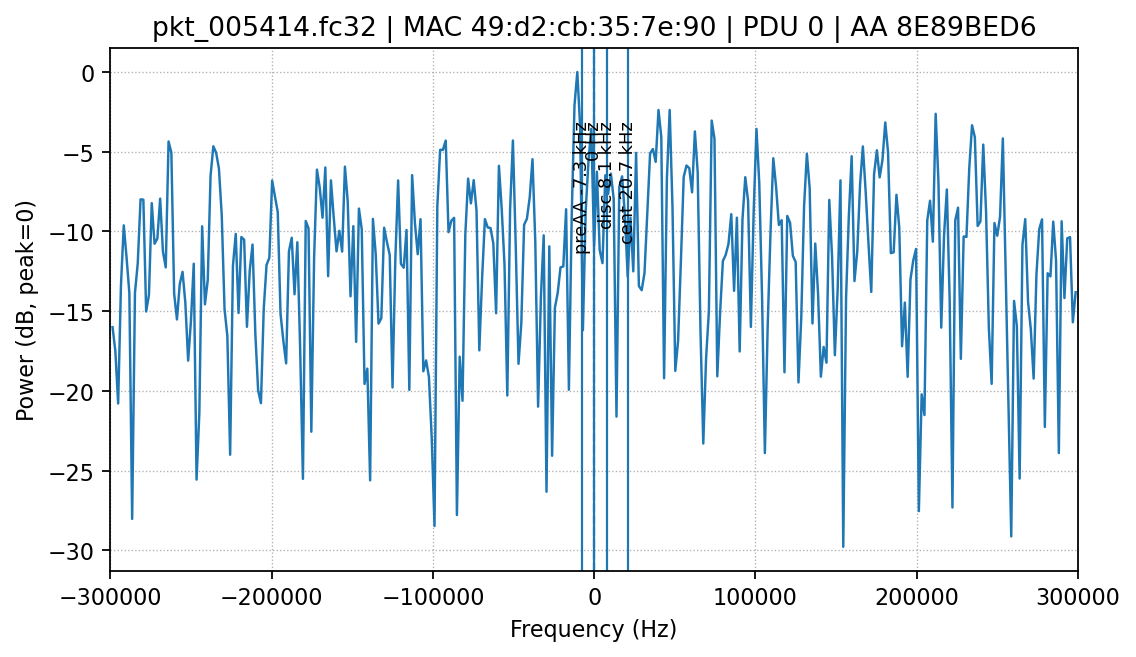 pkt_005414.fc32 | MAC 49:d2:cb:35:7e:90 | PDU 0 | AA 8E89BED6
Power (dB, peak=0)
0
−5
−10
−15
−20
−25
−30
preAA -7.3 kHz
0 Hz
disc 8.1 kHz
cent 20.7 kHz
−300000
−200000
−100000
0
100000
200000
300000
Frequency (Hz)